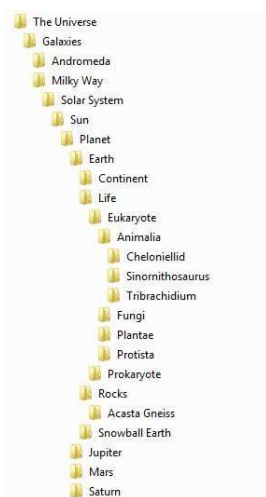 The Universe
Galaxies
Andromeda
Milky Way
Solar System
Sun
Planet
Earth
Continent
Life
Eukaryote
Animalia
Cheloniellid
Sinornithosaurus
Tribrachidium
Fungi
Plantae
Protista
Prokaryote
Rocks
Acasta Gneiss
Snowball Earth
Jupiter
Mars
Saturn